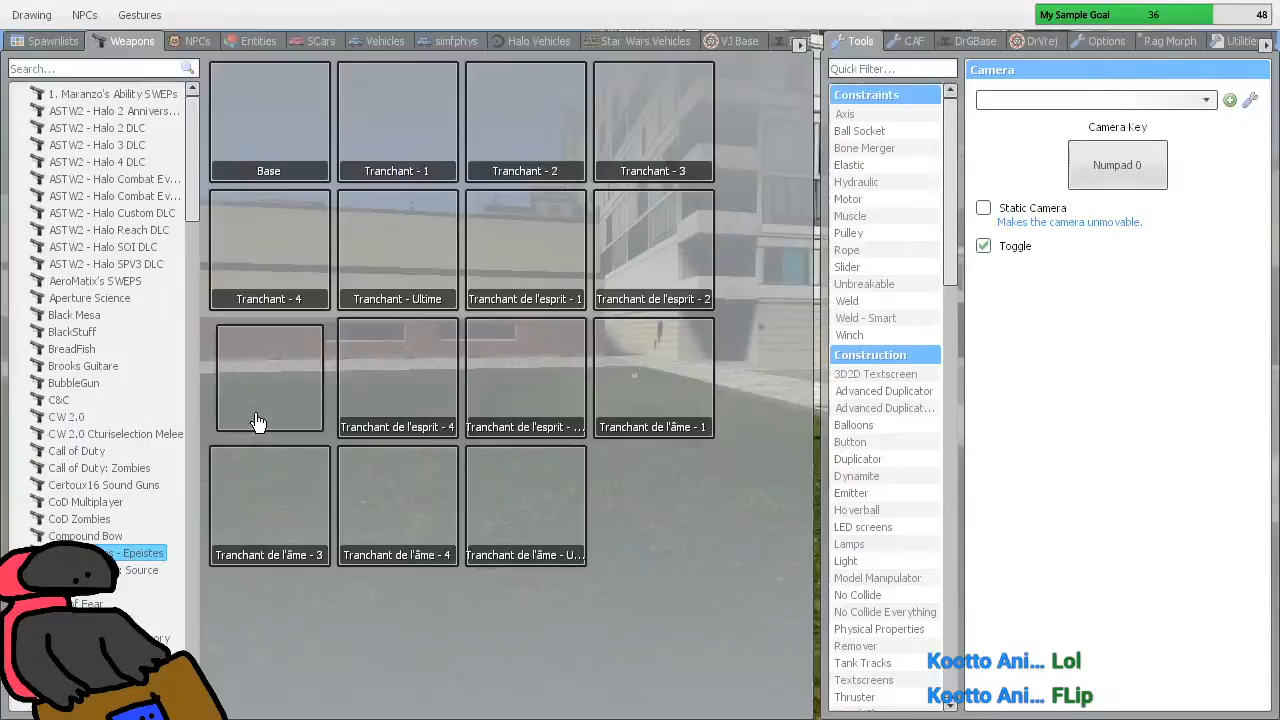 Drawing NPCs Gestures
My Sample Goal 36 48
Spawnlists Weapons NPCs Entities SCars Vehicles simfphys Halo Vehicles Star Wars Vehicles VJ Base
Tools CAF DrGBase DrVrej Options Rag Morph Utilitie
Search...
1. Maranzo's Ability SWEPs
ASTW2 - Halo 2 Annivers...
ASTW2 - Halo 2 DLC
ASTW2 - Halo 3 DLC
ASTW2 - Halo 4 DLC
ASTW2 - Halo Combat Ev...
ASTW2 - Halo Combat Ev...
ASTW2 - Halo Custom DLC
ASTW2 - Halo Reach DLC
ASTW2 - Halo SOI DLC
ASTW2 - Halo SPV3 DLC
AeroMatix's SWEPS
Aperture Science
Black Mesa
BlackStuff
BreadFish
Brooks Guitare
BubbleGun
C&C
CW 2.0
CW 2.0 Cturiselection Melee
Call of Duty
Call of Duty: Zombies
Certoux16 Sound Guns
CoD Multiplayer
CoD Zombies
Compound Bow
- Epeistes
: Source
of Fear
Base
Tranchant - 1
Tranchant - 2
Tranchant - 3
Tranchant - 4
Tranchant - Ultime
Tranchant de l'esprit - 1
Tranchant de l'esprit - 2
Tranchant de l'esprit - 4
Tranchant de l'esprit - ...
Tranchant de l'âme - 1
Tranchant de l'âme - 3
Tranchant de l'âme - 4
Tranchant de l'âme - U...
Quick Filter...
Constraints
Axis
Ball Socket
Bone Merger
Elastic
Hydraulic
Motor
Muscle
Pulley
Rope
Slider
Unbreakable
Weld
Weld - Smart
Winch
Construction
3D2D Textscreen
Advanced Duplicator
Advanced Duplicat...
Balloons
Button
Duplicator
Dynamite
Emitter
Hoverball
LED screens
Lamps
Light
Model Manipulator
No Collide
No Collide Everything
Physical Properties
Remover
Tank Tracks
Textscreens
Thruster
Camera
Camera Key
Numpad 0
Static Camera
Makes the camera unmovable.
Toggle
Kootto Ani... Lol
Kootto Ani... FLip